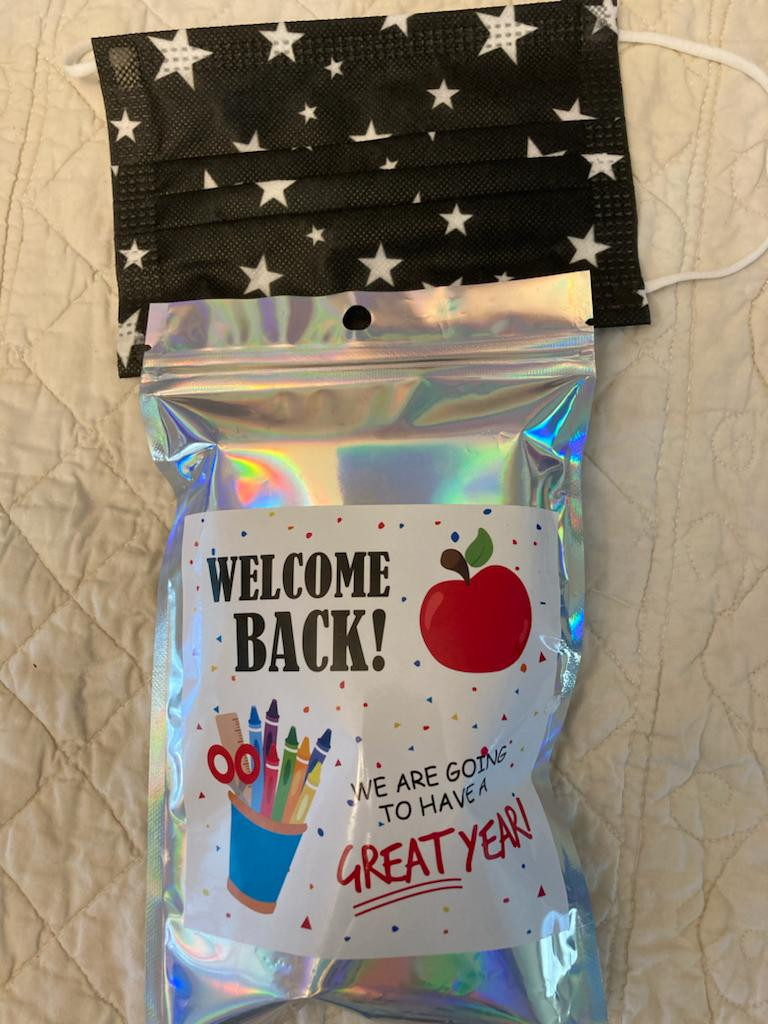 WELCOME
BACK!
WE ARE GOING
TO HAVE A
GREAT YEAR!